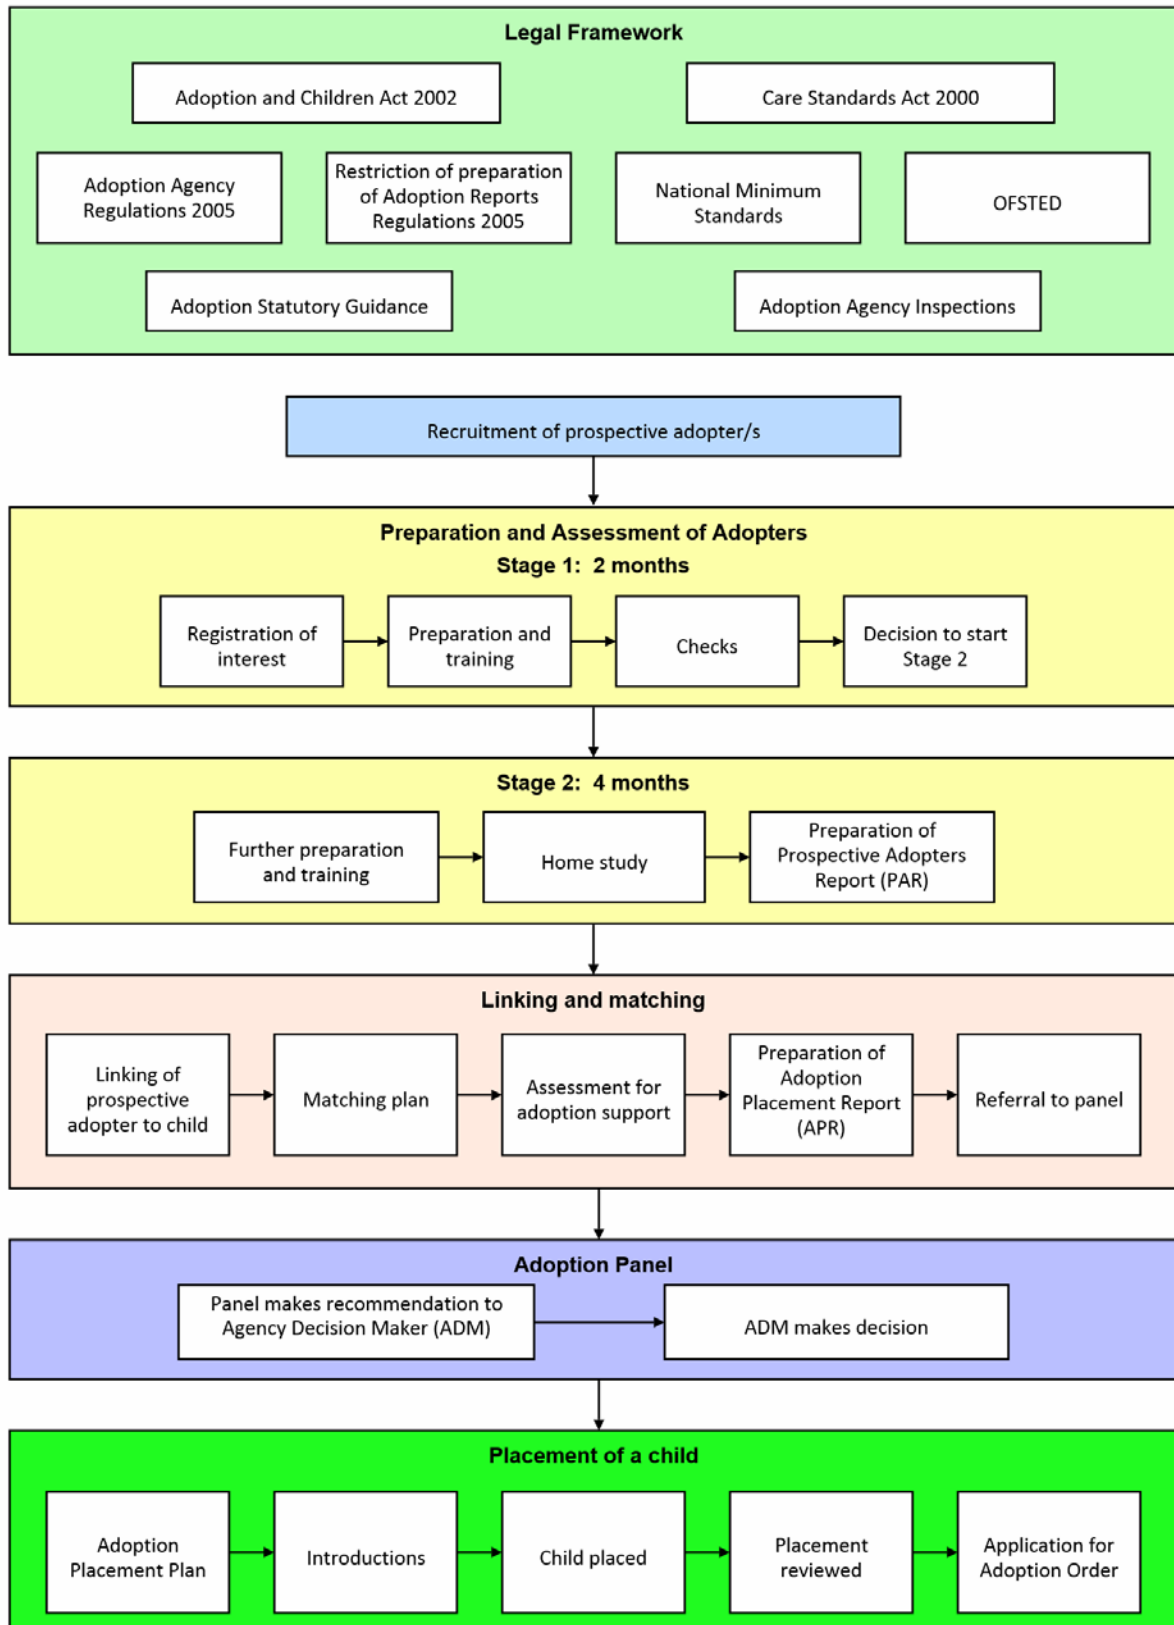 Legal Framework
Adoption and Children Act 2002
Care Standards Act 2000
Adoption Agency
Regulations 2005
Restriction of preparation
of Adoption Reports
Regulations 2005
National Minimum
Standards
OFSTED
Adoption Statutory Guidance
Adoption Agency Inspections
Recruitment of prospective adopter/s
Preparation and Assessment of Adopters
Stage 1: 2 months
Registration of
interest
Preparation and
training
Checks
Decision to start
Stage 2
Stage 2: 4 months
Further preparation
and training
Home study
Preparation of
Prospective Adopters
Report (PAR)
Linking and matching
Linking of
prospective
adopter to child
Matching plan
Assessment for
adoption support
Preparation of
Adoption
Placement Report
(APR)
Referral to panel
Adoption Panel
Panel makes recommendation to
Agency Decision Maker (ADM)
ADM makes decision
Placement of a child
Adoption
Placement Plan
Introductions
Child placed
Placement
reviewed
Application for
Adoption Order